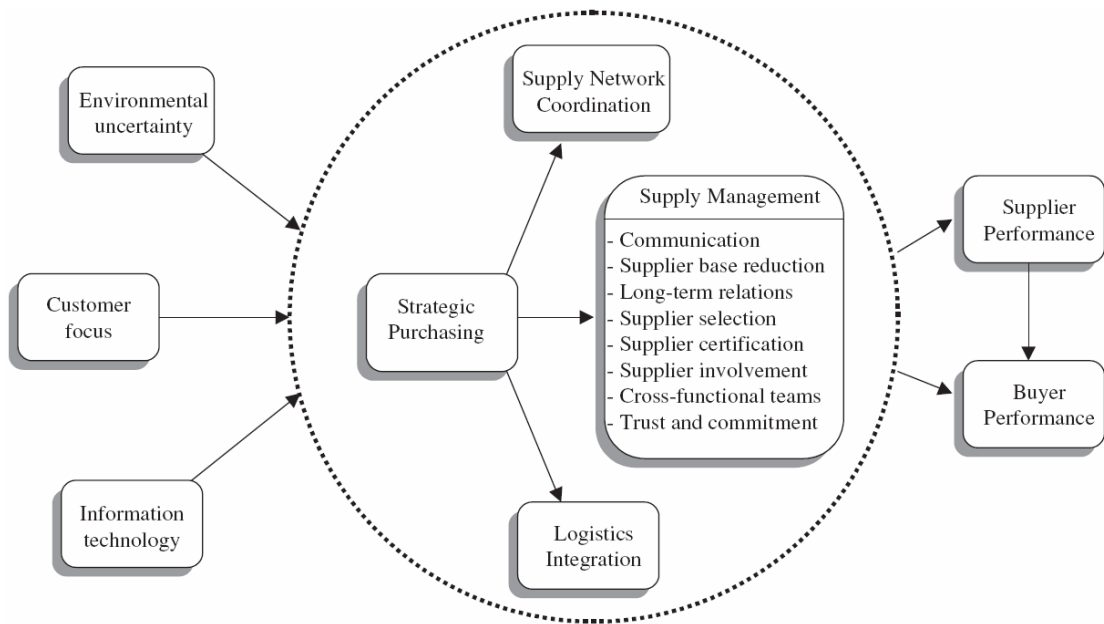 Environmental
uncertainty
Customer
focus
Information
technology
Supply Network
Coordination
Strategic
Purchasing
Supply Management
- Communication
- Supplier base reduction
- Long-term relations
- Supplier selection
- Supplier certification
- Supplier involvement
- Cross-functional teams
- Trust and commitment
Logistics
Integration
Supplier
Performance
Buyer
Performance